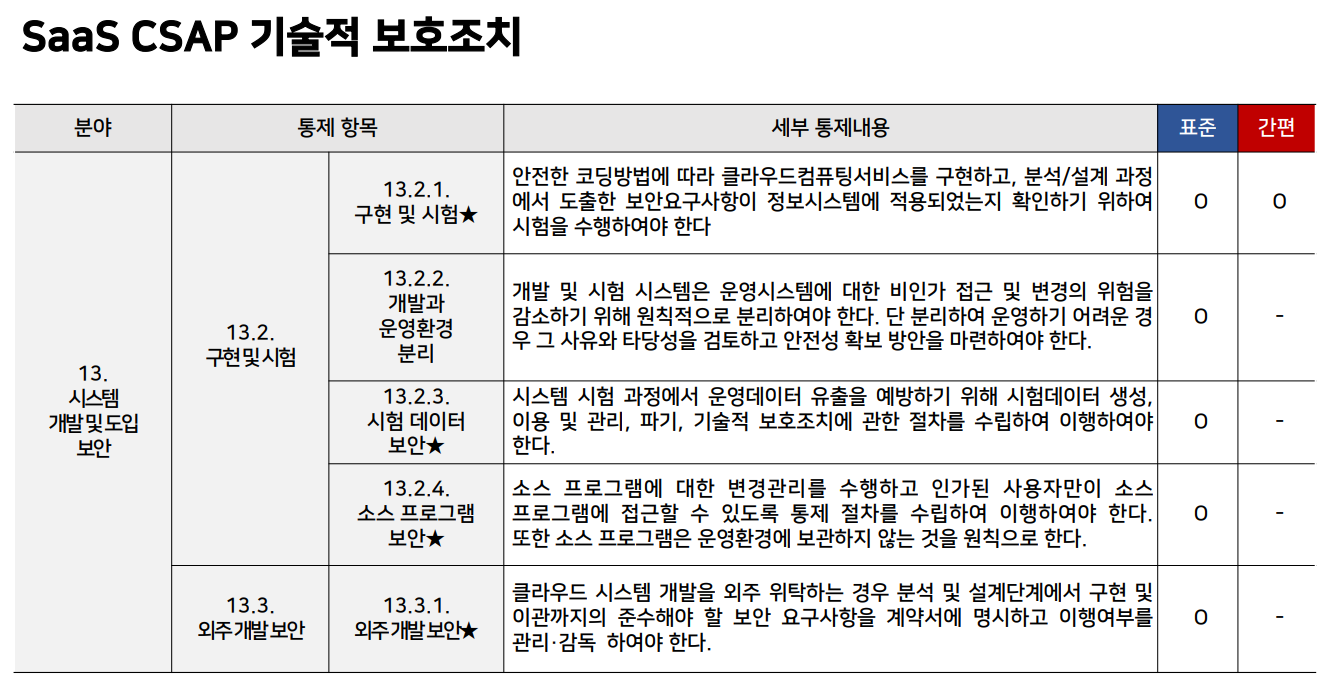 SaaS CSAP 기술적 보호조치
분야
통제 항목
세부 통제내용
표준
간편
13.
시스템
개발 및 도입
보안
13.2.
구현 및 시험
13.2.1.
구현 및 시험★
안전한 코딩방법에 따라 클라우드컴퓨팅서비스를 구현하고, 분석/설계 과정
에서 도출한 보안요구사항이 정보시스템에 적용되었는지 확인하기 위하여
시험을 수행하여야 한다
O
O
13.2.2.
개발과
운영환경
분리
개발 및 시험 시스템은 운영시스템에 대한 비인가 접근 및 변경의 위험을
감소하기 위해 원칙적으로 분리하여야 한다. 단 분리하여 운영하기 어려운 경
우 그 사유와 타당성을 검토하고 안전성 확보 방안을 마련하여야 한다.
O
-
13.2.3.
시험 데이터
보안★
시스템 시험 과정에서 운영데이터 유출을 예방하기 위해 시험데이터 생성,
이용 및 관리, 파기, 기술적 보호조치에 관한 절차를 수립하여 이행하여야
한다.
O
-
13.2.4.
소스 프로그램
보안★
소스 프로그램에 대한 변경관리를 수행하고 인가된 사용자만이 소스
프로그램에 접근할 수 있도록 통제 절차를 수립하여 이행하여야 한다.
또한 소스 프로그램은 운영환경에 보관하지 않는 것을 원칙으로 한다.
O
-
13.3.
외주 개발 보안
13.3.1.
외주 개발 보안★
클라우드 시스템 개발을 외주 위탁하는 경우 분석 및 설계단계에서 구현 및
이관까지의 준수해야 할 보안 요구사항을 계약서에 명시하고 이행여부를
관리·감독 하여야 한다.
O
-